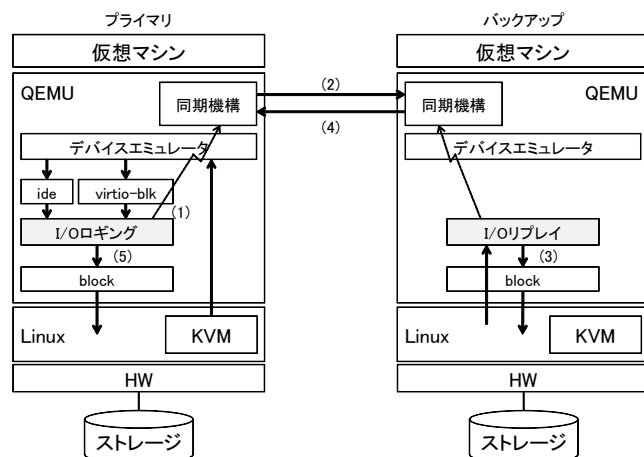 プライマリ
バックアップ
仮想マシン
仮想マシン
QEMU
同期機構
(2)
(4)
同期機構
QEMU
デバイスエミュレータ
デバイスエミュレータ
ide
virtio-blk
(1)
I/Oロギング
I/Oリプレイ
(5)
(3)
block
block
Linux
KVM
Linux
KVM
HW
HW
ストレージ
ストレージ